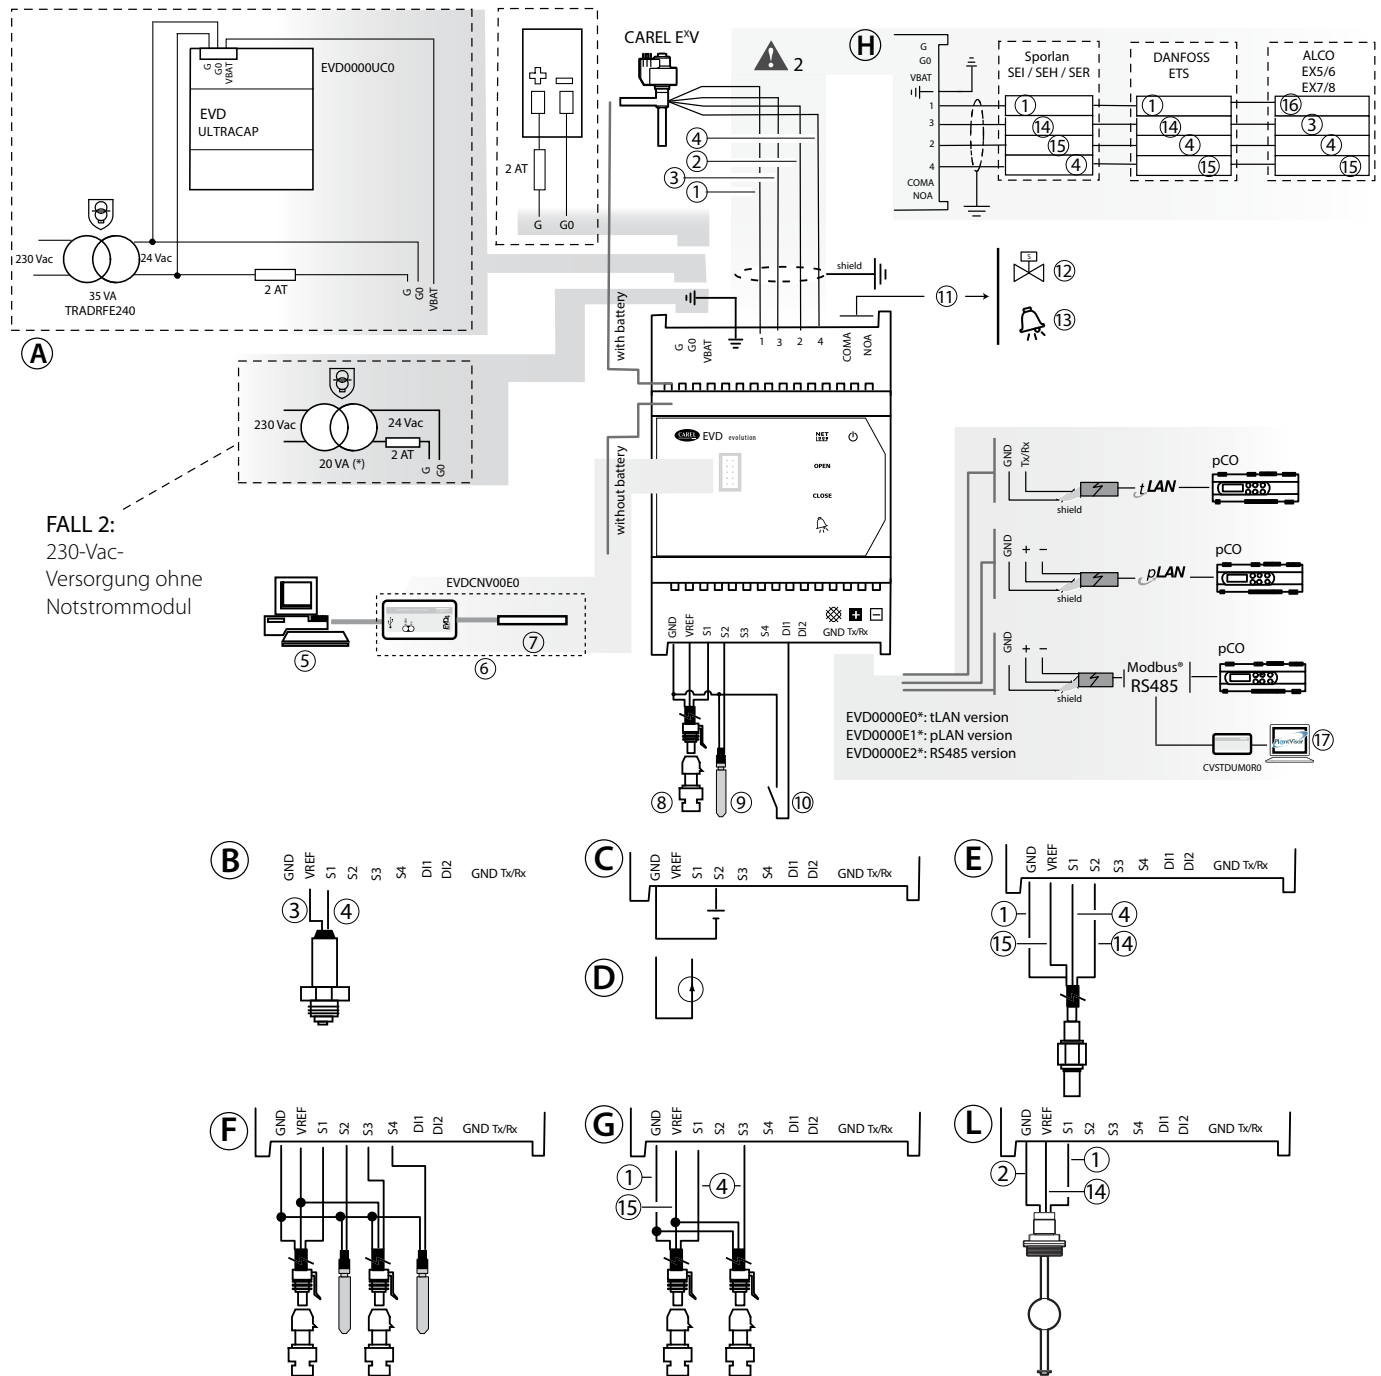 G
G0
VBAT
EVD0000UC0
EVD
ULTRACAP
230 Vac
24 Vac
35 VA
TRADRFE240
2 AT
G
G0
VBAT
A
2 AT
G
G0
CAREL EˣV
2
4
2
3
1
shield
H
G
G0
VBAT
1
3
2
4
COMA
NOA
Sporlan
SEI / SEH / SER
1
14
15
4
DANFOSS
ETS
1
14
4
15
ALCO
EX5/6
EX7/8
16
3
4
15
11
S
12
13
with battery
without battery
G
G0
VBAT
1
3
2
4
COMA
NOA
CAREL
EVD evolution
NET
OPEN
CLOSE
230 Vac
24 Vac
20 VA (*)
2 AT
G
G0
FALL 2:
230-Vac-
Versorgung ohne
Notstrommodul
EVDCNV00E0
EVD4
5
6
7
GND
VREF
S1
S2
S3
S4
DI1
DI2
GND Tx/Rx
8
9
10
GND
Tx/Rx
shield
tLAN
pCO
GND
+
–
shield
pLAN
pCO
GND
+
–
shield
Modbus®
RS485
pCO
EVD0000E0*: tLAN version
EVD0000E1*: pLAN version
EVD0000E2*: RS485 version
CVSTDUM0R0
PlantVisor
17
B
GND
VREF
S1
S2
S3
S4
DI1
DI2
GND Tx/Rx
3
4
C
GND
VREF
S1
S2
S3
S4
DI1
DI2
GND Tx/Rx
D
E
GND
VREF
S1
S2
S3
S4
DI1
DI2
GND Tx/Rx
1
4
15
14
F
GND
VREF
S1
S2
S3
S4
DI1
DI2
GND Tx/Rx
G
GND
VREF
S1
S2
S3
S4
DI1
DI2
GND Tx/Rx
1
4
15
L
GND
VREF
S1
S2
S3
S4
DI1
DI2
GND Tx/Rx
2
1
14